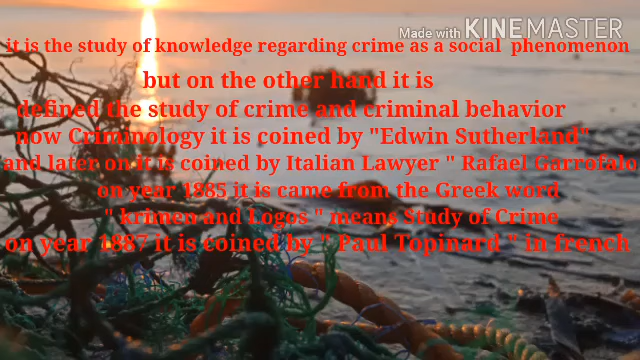 Made with KINEMASTER
it is the study of knowledge regarding crime as a social phenomenon
but on the other hand it is
defined the study of crime and criminal behavior
now Criminology it is coined by "Edwin Sutherland"
and later on it is coined by Italian Lawyer " Rafael Garrofalo
on year 1885 it is came from the Greek word
" krimen and Logos " means Study of Crime
on year 1887 it is coined by " Paul Topinard " in french